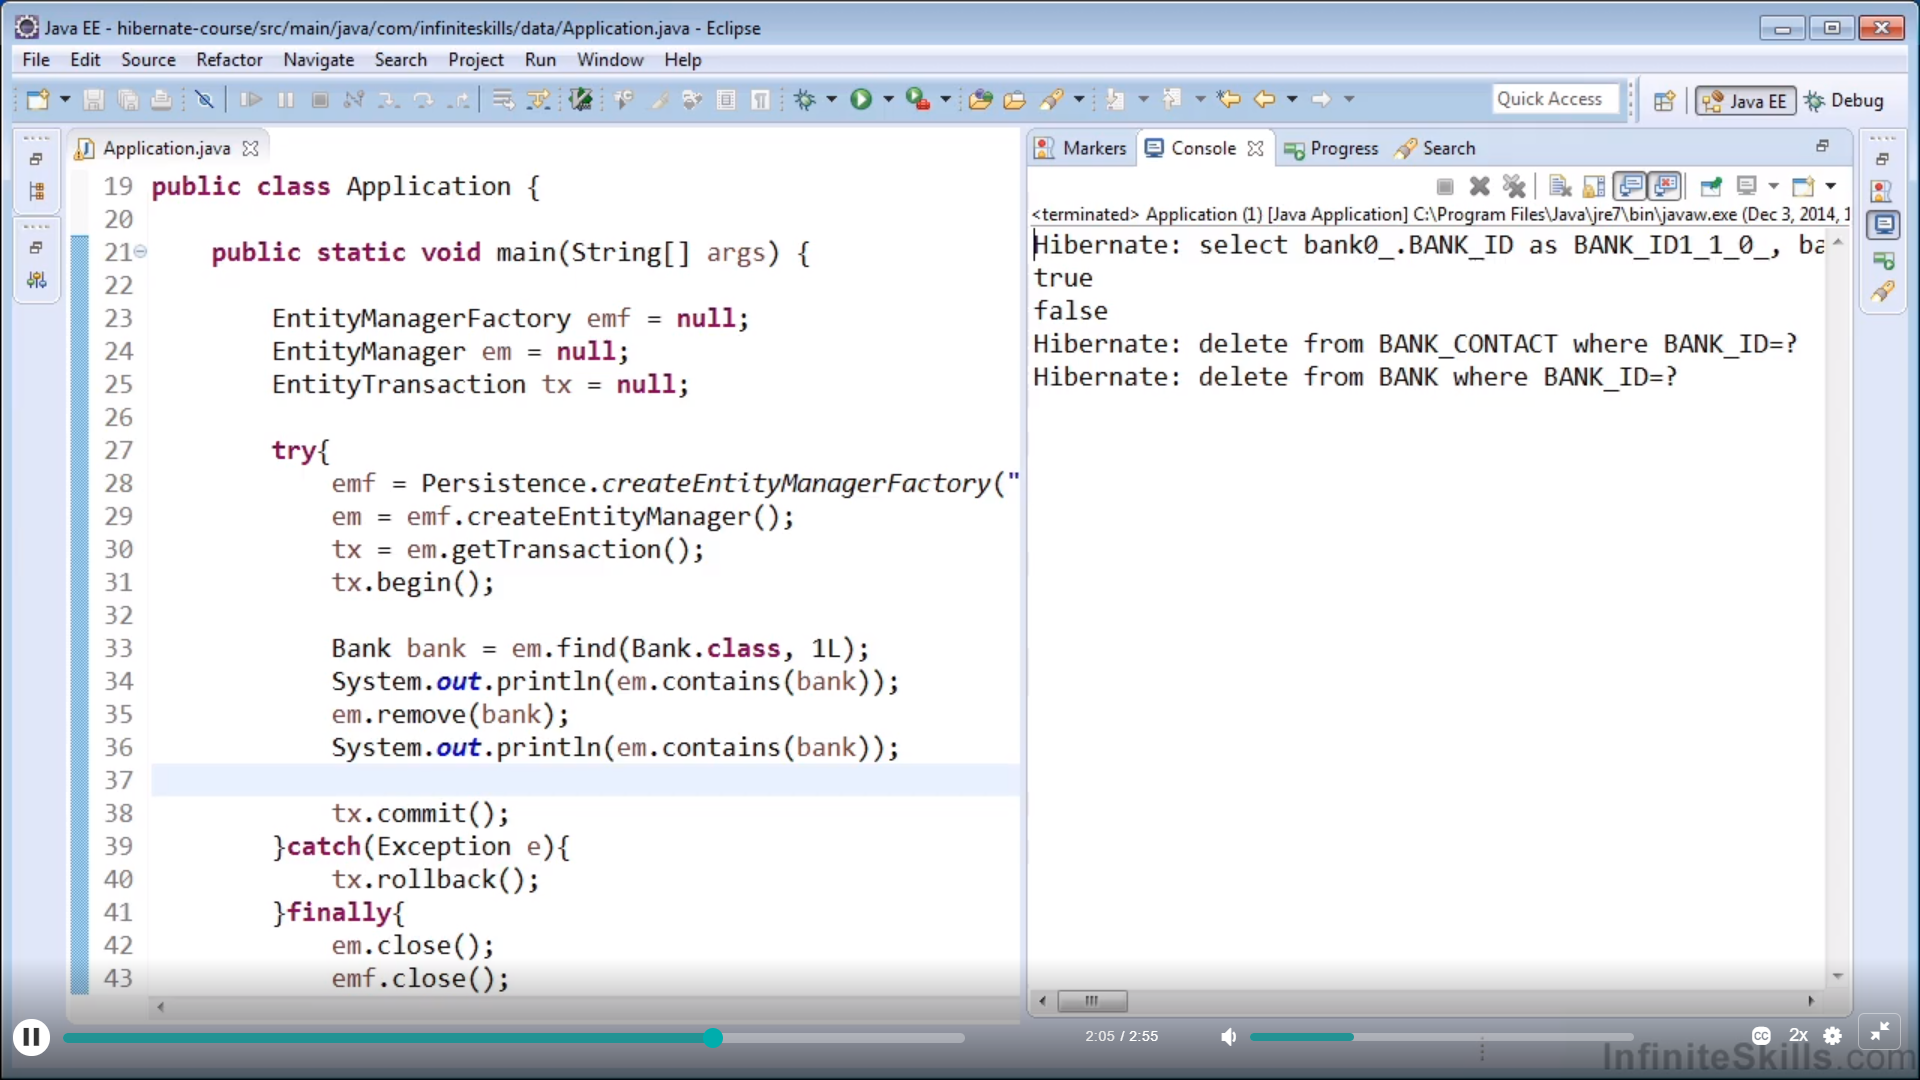 Java EE - hibernate-course/src/main/java/com/infiniteskills/data/Application.java - Eclipse
File Edit Source Refactor Navigate Search Project Run Window Help
Quick Access
Java EE
Debug
Application.java
19 public class Application {
20
21 public static void main(String[] args) {
22
23 EntityManagerFactory emf = null;
24 EntityManager em = null;
25 EntityTransaction tx = null;
26
27 try{
28 emf = Persistence.createEntityManagerFactory("
29 em = emf.createEntityManager();
30 tx = em.getTransaction();
31 tx.begin();
32
33 Bank bank = em.find(Bank.class, 1L);
34 System.out.println(em.contains(bank));
35 em.remove(bank);
36 System.out.println(em.contains(bank));
37
38 tx.commit();
39 }catch(Exception e){
40 tx.rollback();
41 }finally{
42 em.close();
43 emf.close();
Markers Console Progress Search
<terminated> Application (1) [Java Application] C:\Program Files\Java\jre7\bin\javaw.exe (Dec 3, 2014, 1
Hibernate: select bank0_.BANK_ID as BANK_ID1_1_0_, ba
true
false
Hibernate: delete from BANK_CONTACT where BANK_ID=?
Hibernate: delete from BANK where BANK_ID=?
2:05 / 2:55
CC
2x
InfiniteSkills.com